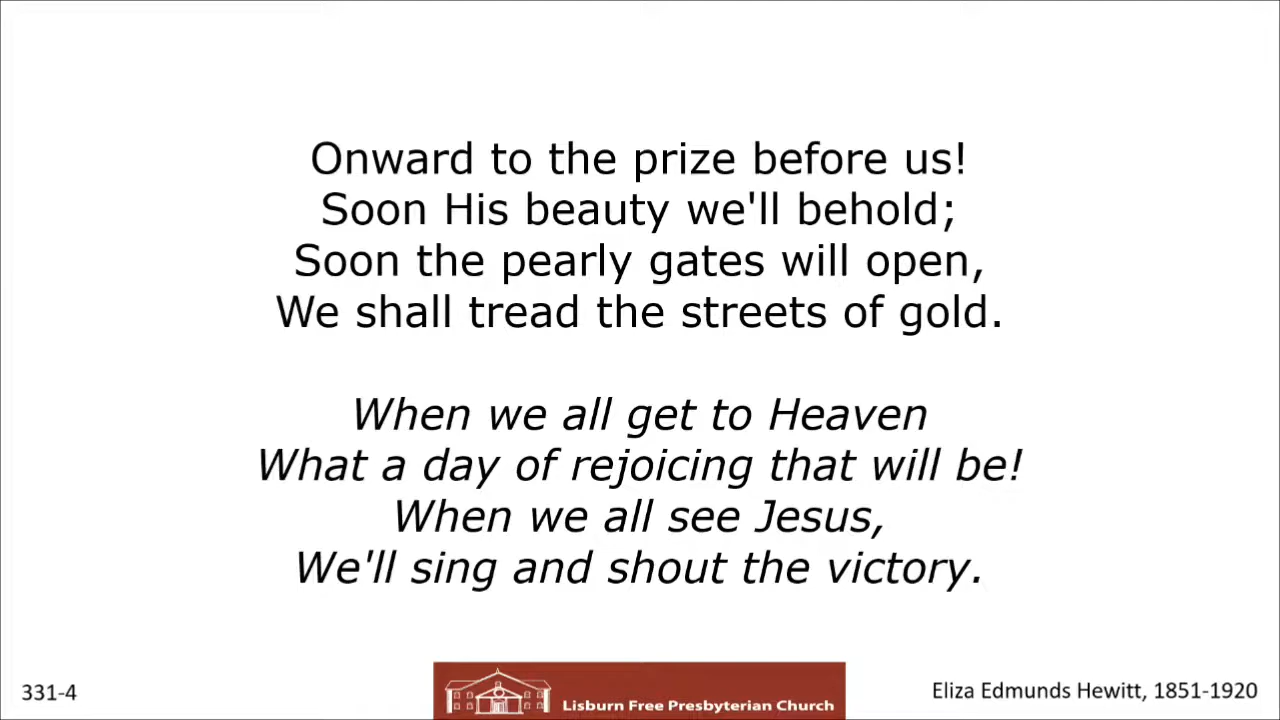 Onward to the prize before us!
Soon His beauty we'll behold;
Soon the pearly gates will open,
We shall tread the streets of gold.
When we all get to Heaven
What a day of rejoicing that will be!
When we all see Jesus,
We'll sing and shout the victory.
331-4
Lisburn Free Presbyterian Church
Eliza Edmunds Hewitt, 1851-1920